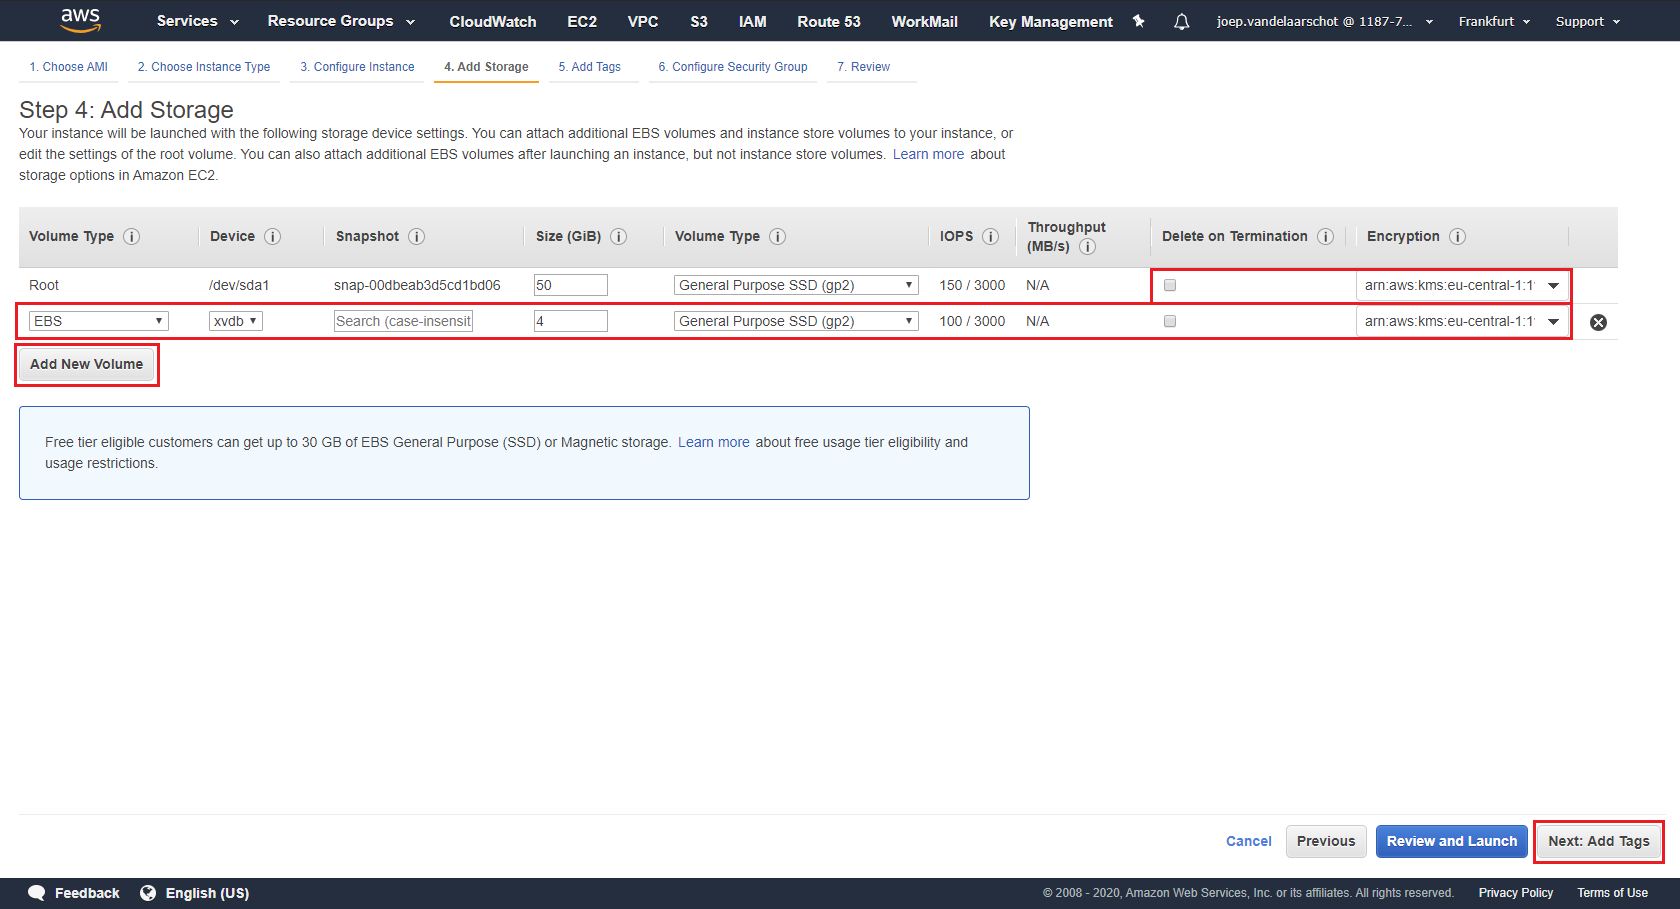 aws Services Resource Groups CloudWatch EC2 VPC S3 IAM Route 53 WorkMail Key Management joep.vandelaarschot @ 1187-7... Frankfurt Support
1. Choose AMI 2. Choose Instance Type 3. Configure Instance 4. Add Storage 5. Add Tags 6. Configure Security Group 7. Review
Step 4: Add Storage
Your instance will be launched with the following storage device settings. You can attach additional EBS volumes and instance store volumes to your instance, or
edit the settings of the root volume. You can also attach additional EBS volumes after launching an instance, but not instance store volumes. Learn more about
storage options in Amazon EC2.
Volume Type i Device i Snapshot i Size (GiB) i Volume Type i IOPS i Throughput (MB/s) i Delete on Termination i Encryption i
Root /dev/sda1 snap-00dbeab3d5cd1bd06 50 General Purpose SSD (gp2) 150 / 3000 N/A arn:aws:kms:eu-central-1:1
EBS xvdb Search (case-insensit 4 General Purpose SSD (gp2) 100 / 3000 N/A arn:aws:kms:eu-central-1:1
Add New Volume
Free tier eligible customers can get up to 30 GB of EBS General Purpose (SSD) or Magnetic storage. Learn more about free usage tier eligibility and
usage restrictions.
Cancel Previous Review and Launch Next: Add Tags
Feedback English (US) © 2008 - 2020, Amazon Web Services, Inc. or its affiliates. All rights reserved. Privacy Policy Terms of Use